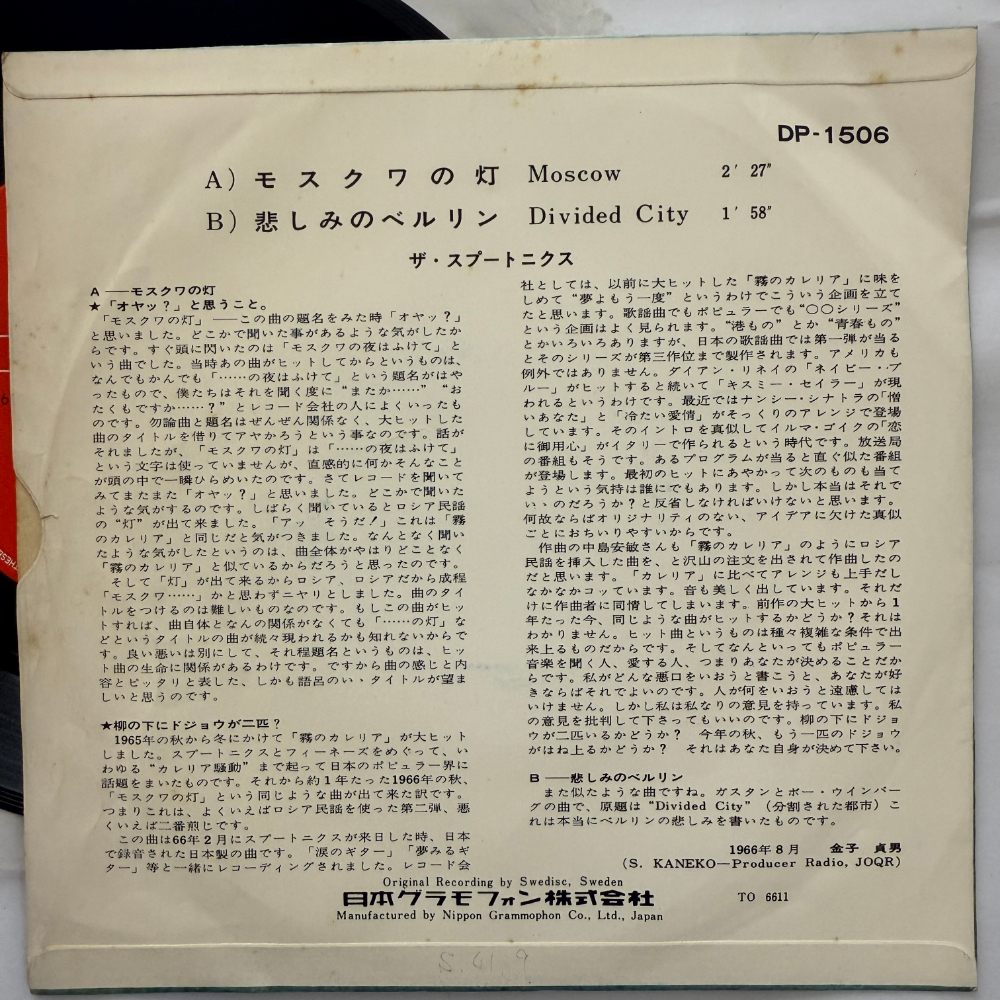 DP-1506
A) モスクワの灯 Moscow 2′ 27″
B) 悲しみのベルリン Divided City 1′ 58″
ザ・スプートニクス
A ――モスクワの灯
★「オヤッ?」と思うこと。
「モスクワの灯」――この曲の題名をみた時「オヤッ?」
と思いました。どこかで聞いた事があるような気がしたか
らです。すぐ頭に閃いたのは「モスクワの夜はふけて」と
いう曲でした。当時あの曲がヒットしてからというものは、
なんでもかんでも「……の夜はふけて」という題名がはや
ったもので、僕たちはそれを聞く度に“またか……”“お
たくもですか……?”とレコード会社の人によくいったも
のです。勿論曲と題名はぜんぜん関係なく、大ヒットした
曲のタイトルを借りてアヤかろうという事なのです。話が
それましたが、「モスクワの灯」は「……の夜はふけて」
という文字は使っていませんが、直感的に何かそんなこと
が頭の中で一瞬ひらめいたのです。さてレコードを聞いて
みてまたまた「オヤッ?」と思いました。どこかで聞いた
ような気がするのです。しばらく聞いているとロシア民謡
の“灯”が出て来ました。「アッ そうだ!」これは「霧
のカレリア」と同じだと気がつきました。なんとなく聞い
たような気がしたというのは、曲全体がやはりどことなく
「霧のカレリア」と似ているからだろうと思ったのです。
そして「灯」が出て来るからロシア、ロシアだから成程
「モスクワ……」かと思わずニヤリとしました。曲のタイ
トルをつけるのは難しいものなのです。もしこの曲がヒッ
トすれば、曲自体となんの関係がなくても「……の灯」な
どというタイトルの曲が続々現われるかも知れないからで
す。良い悪いは別にして、それ程題名というものは、ヒッ
ト曲の生命に関係があるわけです。ですから曲の感じと内
容とピッタリと表した、しかも語呂のいゝタイトルが望ま
しいと思うのです。
★柳の下にドジョウが二匹?
1965年の秋から冬にかけて「霧のカレリア」が大ヒット
しました。スプートニクスとフィーネーズをめぐって、い
わゆる“カレリア騒動”まで起って日本のポピュラー界に
話題をまいたものです。それから約1年たった1966年の秋、
「モスクワの灯」という同じような曲が出て来た訳です。
つまりこれは、よくいえばロシア民謡を使った第二弾、悪
くいえば二番煎じです。
この曲は66年2月にスプートニクスが来日した時、日本
で録音された日本製の曲です。「涙のギター」「夢みるギ
ター」等と一緒にレコーディングされました。レコード会
社としては、以前に大ヒットした「霧のカレリア」に味を
しめて“夢よもう一度”というわけでこういう企画を立て
たと思います。歌謡曲でもポピュラーでも“〇〇シリーズ”
という企画はよく見られます。“港もの”とか“青春もの”
とかいろいろありますが、日本の歌謡曲では第一弾が当る
とそのシリーズが第三作位まで製作されます。アメリカも
例外ではありません。ダイアン・リネイの「ネイビー・ブ
ルー」がヒットすると続いて「キスミー・セイラー」が現
われるというわけです。最近ではナンシー・シナトラの「憎
いあなた」と「冷たい愛情」がそっくりのアレンジで登場
しています。そのイントロを真似してイルマ・ゴイクの「恋
に御用心」がイタリーで作られるという時代です。放送局
の番組もそうです。あるプログラムが当ると直ぐ似た番組
が登場します。最初のヒットにあやかって次のものも当て
ようという気持は誰にでもあります。しかし本当はそれで
いゝのだろうか?と反省しなければいけないと思います。
何故ならばオリジナリティのない、アイデアに欠けた真似
ごとにおちいりやすいからです。
作曲の中島安敏さんも「霧のカレリア」のようにロシア
民謡を挿入した曲を、と沢山の注文を出されて作曲したの
だと思います。「カレリア」に比べてアレンジも上手だし
なかなかコッています。音も美しく出しています。それだ
けに作曲者に同情してしまいます。前作の大ヒットから1
年たった今、同じような曲がヒットするかどうか?それは
わかりません。ヒット曲というものは種々複雑な条件で出
来上るものだからです。そしてなんといってもポピュラー
音楽を聞く人、愛する人、つまりあなたが決めることだか
らです。私がどんな悪口をいおうと書こうと、あなたが好
きならばそれでよいのです。人が何をいおうと遠慮しては
いけません。しかし私は私なりの意見を持っています。私
の意見を批判して下さってもいいのです。柳の下にドジョ
ウが二匹いるかどうか? 今年の秋、もう一匹のドジョウ
がはね上るかどうか? それはあなた自身が決めて下さい。
B ――悲しみのベルリン
また似たような曲ですね。ガスタンとボー・ウインバー
グの曲で、原題は“Divided City”(分割された都市)こ
れは本当にベルリンの悲しみを書いたものです。
1966年8月 金子 貞男
(S. KANEKO―Producer Radio, JOQR)
Original Recording by Swedisc, Sweden
日本グラモフォン株式会社
TO 6611
Manufactured by Nippon Grammophon Co., Ltd., Japan
S.41.9